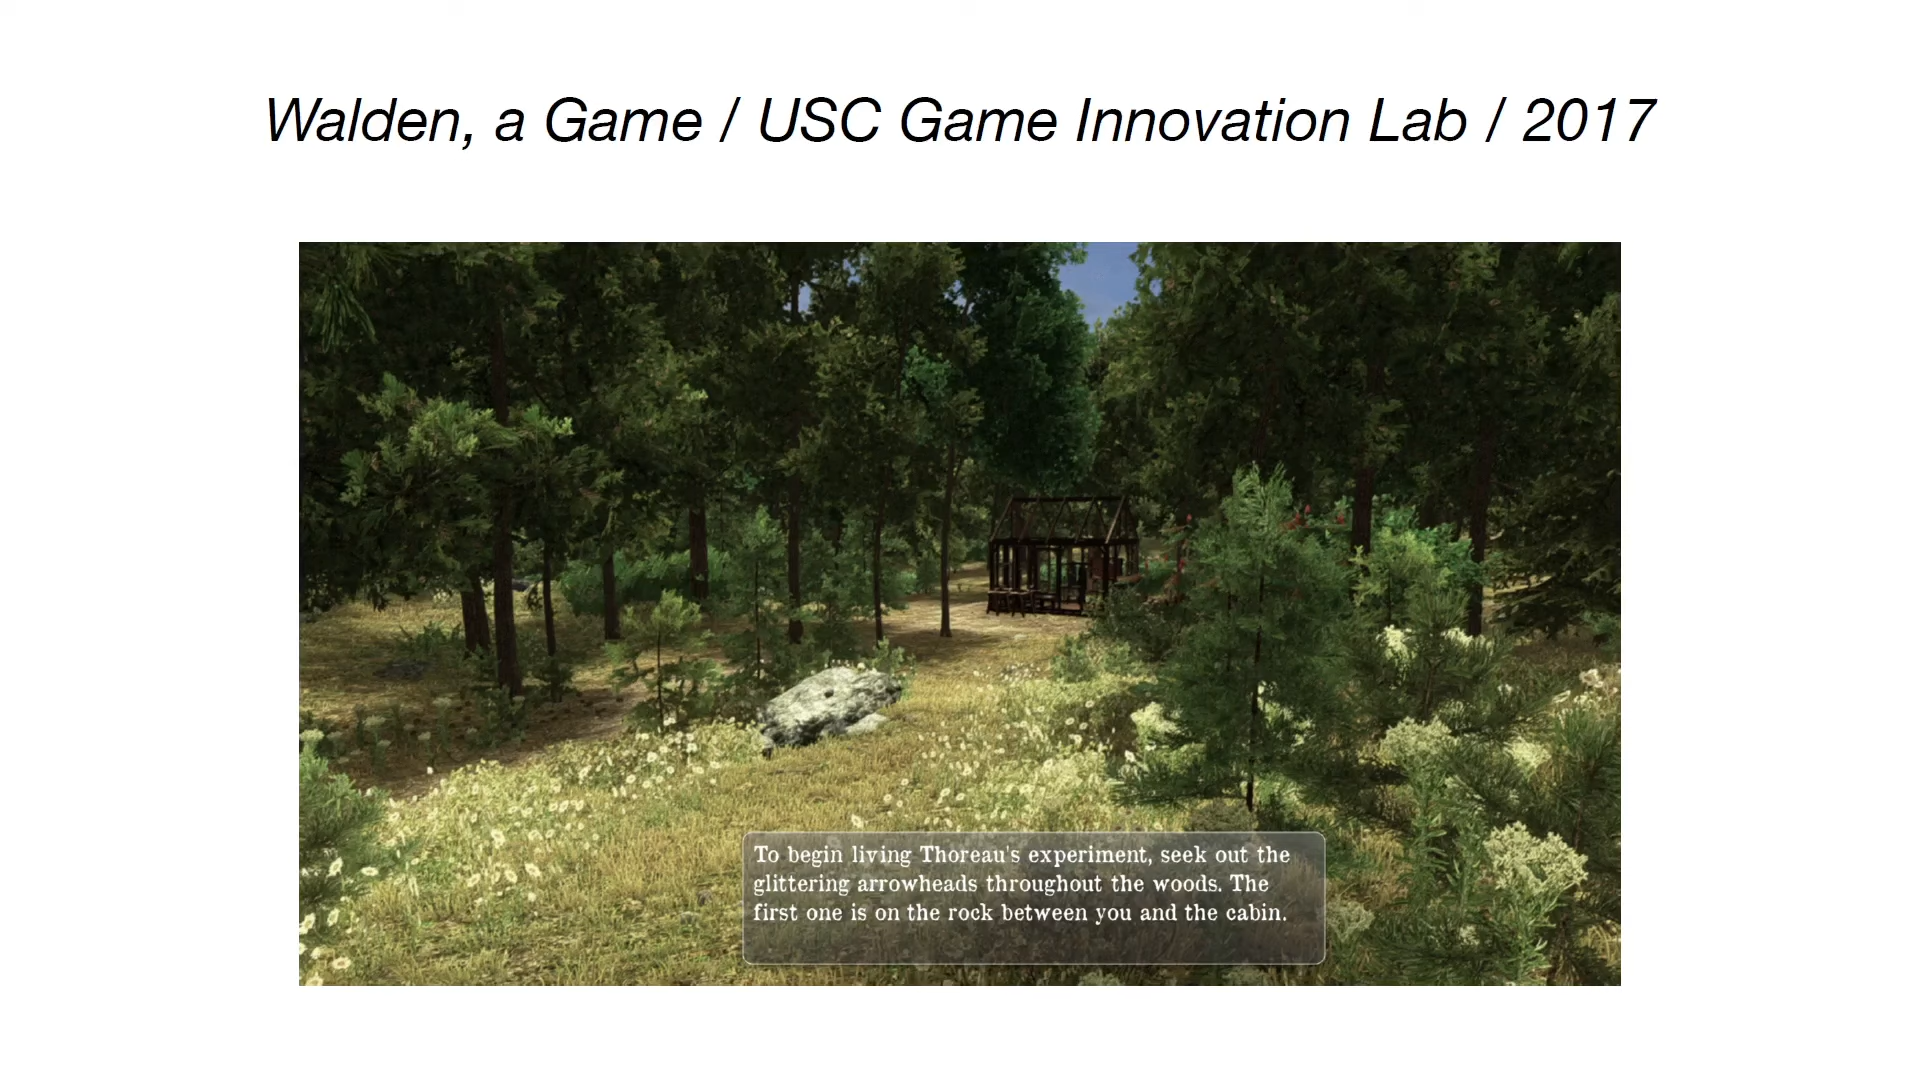 Walden, a Game / USC Game Innovation Lab / 2017
To begin living Thoreau's experiment, seek out the
glittering arrowheads throughout the woods. The
first one is on the rock between you and the cabin.